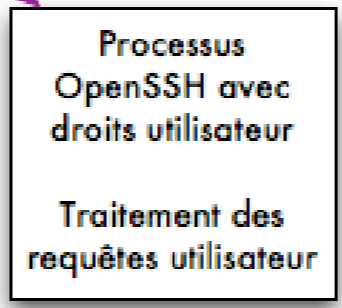 Processus
OpenSSH avec
droits utilisateur
Traitement des
requêtes utilisateur